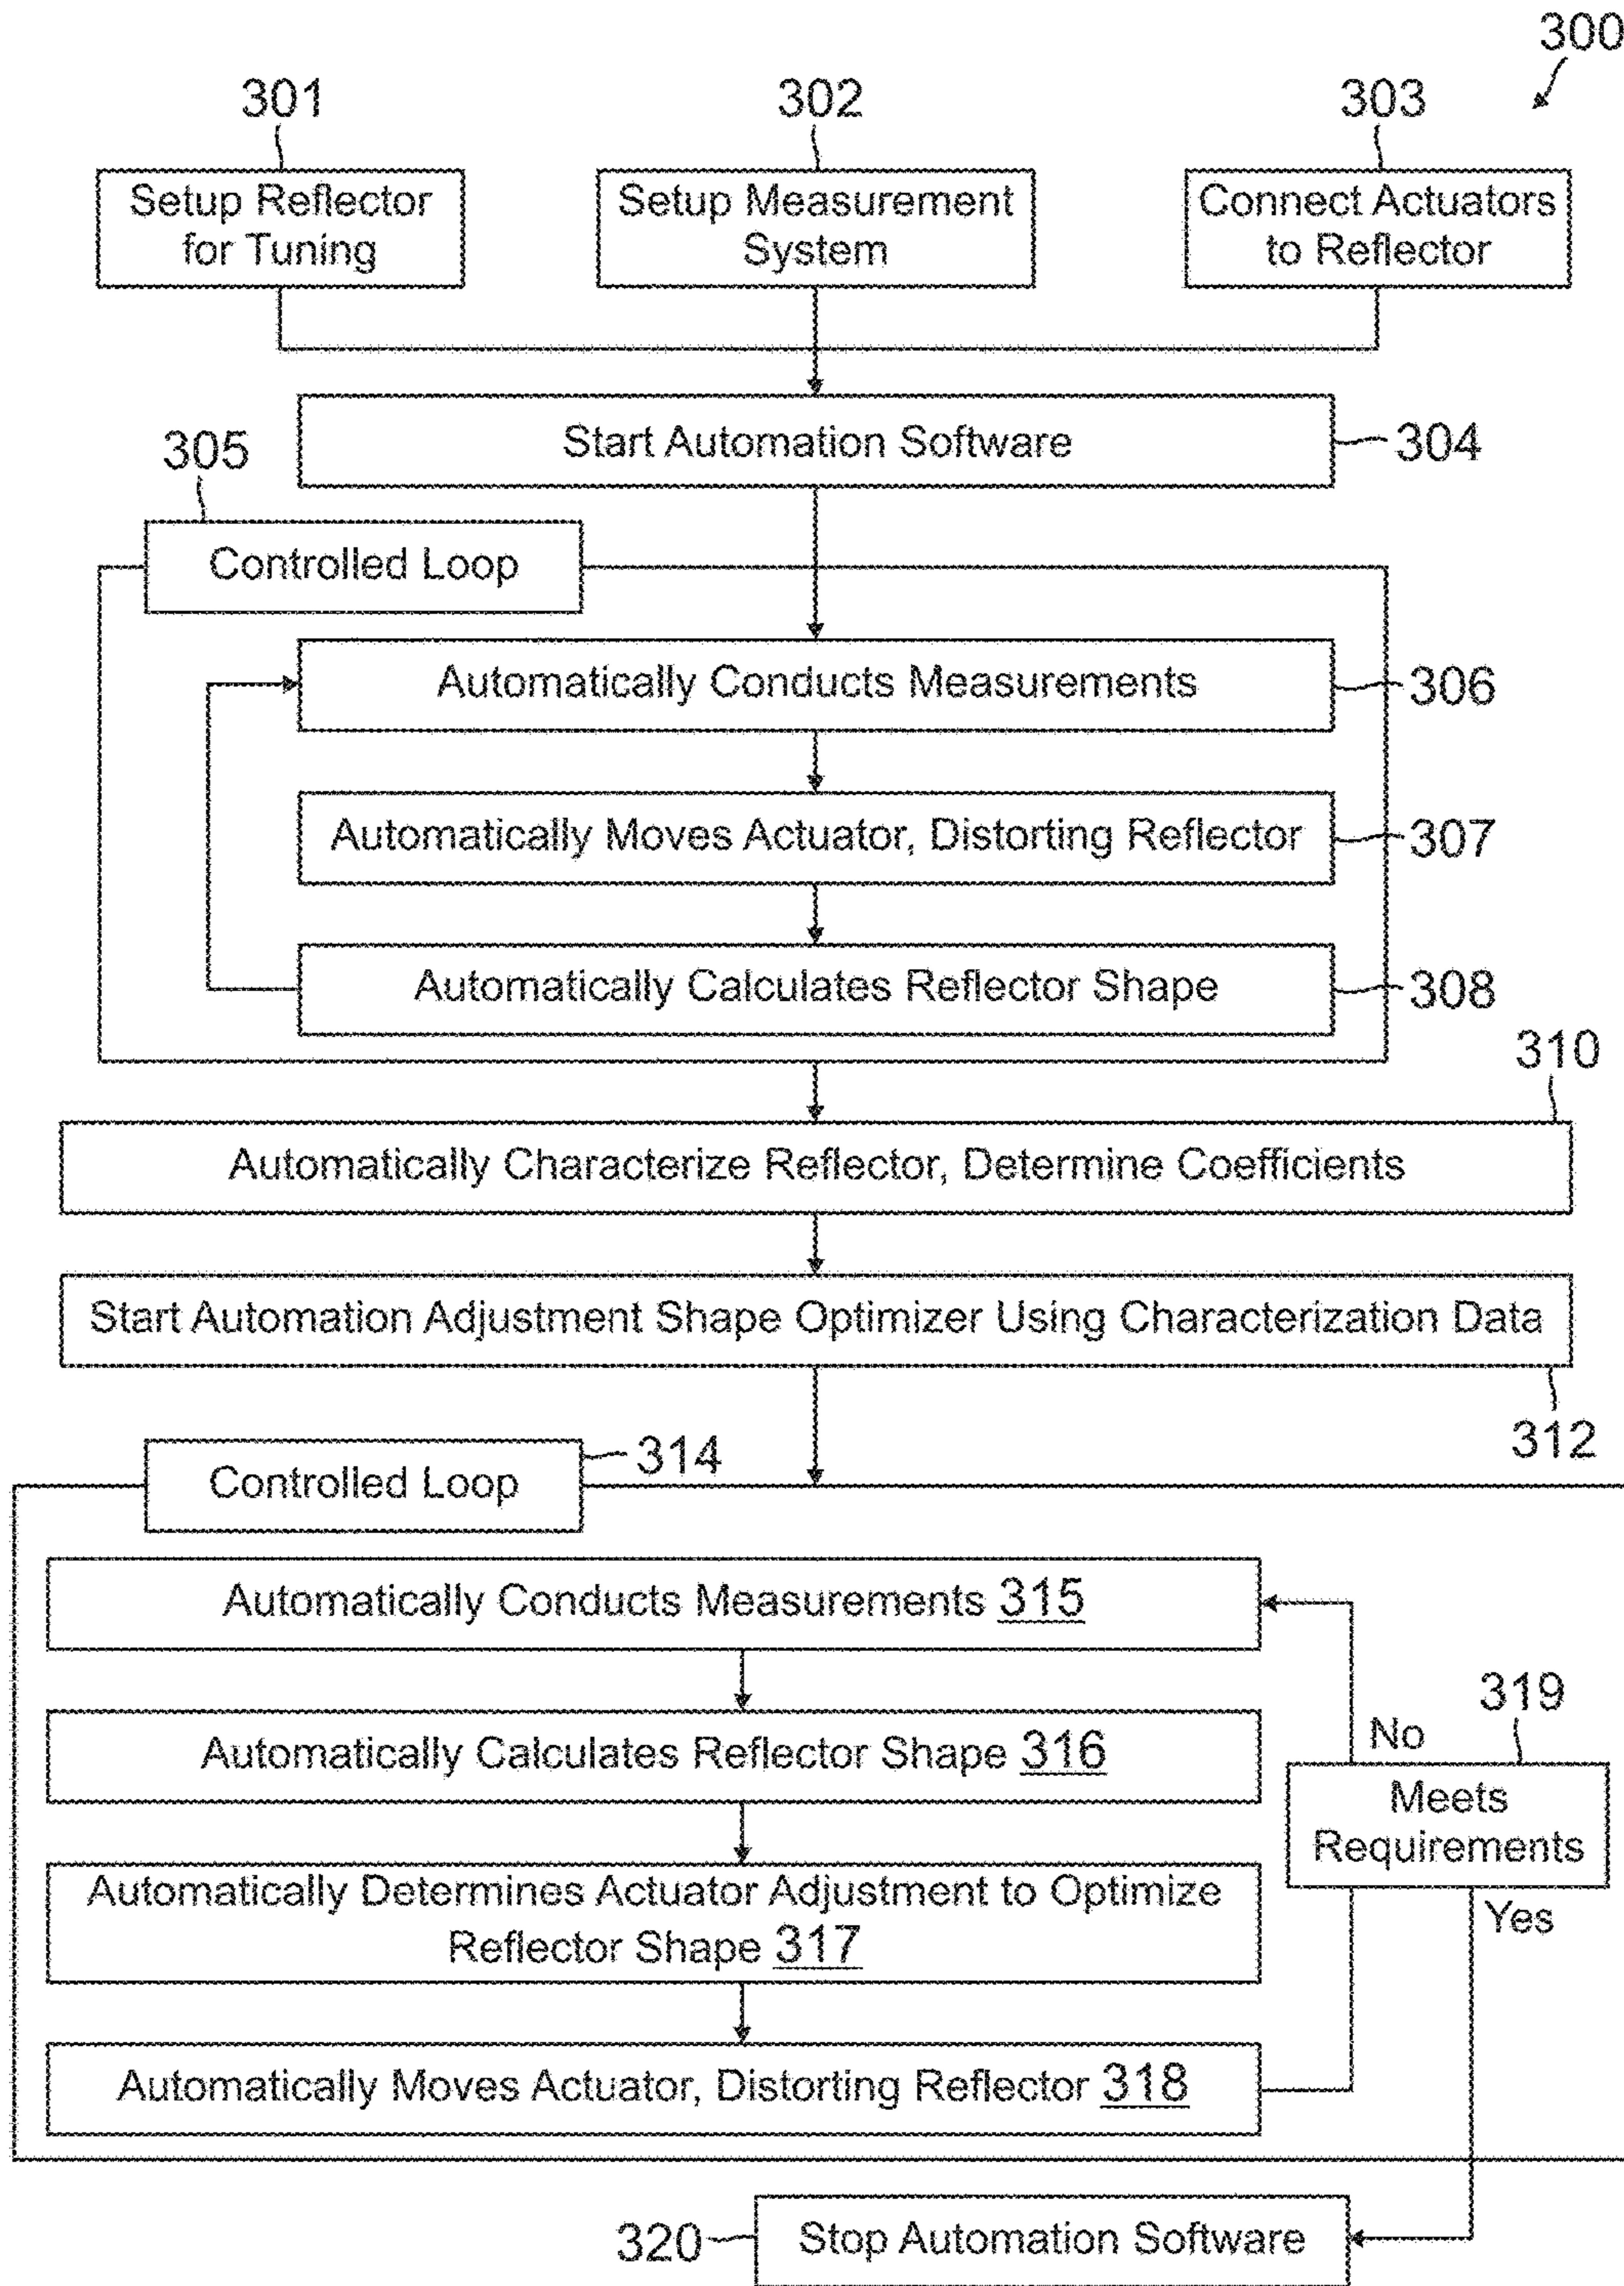 300
301
302
303
Setup Reflector
for Tuning
Setup Measurement
System
Connect Actuators
to Reflector
Start Automation Software
304
305
Controlled Loop
Automatically Conducts Measurements
306
Automatically Moves Actuator, Distorting Reflector
307
Automatically Calculates Reflector Shape
308
310
Automatically Characterize Reflector, Determine Coefficients
Start Automation Adjustment Shape Optimizer Using Characterization Data
312
Controlled Loop
314
Automatically Conducts Measurements 315
Automatically Calculates Reflector Shape 316
319
No
Meets
Requirements
Yes
Automatically Determines Actuator Adjustment to Optimize
Reflector Shape 317
Automatically Moves Actuator, Distorting Reflector 318
320
Stop Automation Software